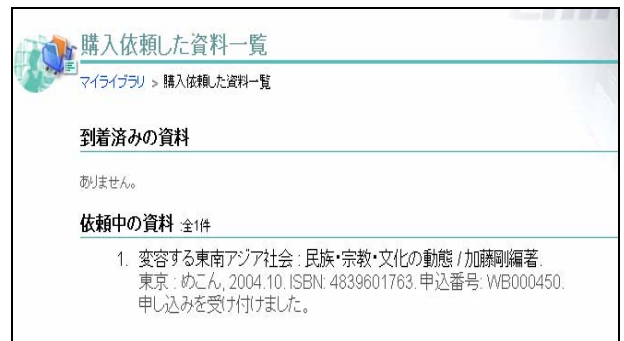 購入依頼した資料一覧
マイライブラリ > 購入依頼した資料一覧
到着済みの資料
ありません。
依頼中の資料 :全1件
1. 変容する東南アジア社会 : 民族・宗教・文化の動態 / 加藤剛編著.
東京 : めこん, 2004.10. ISBN: 4839601763. 申込番号: WB000450.
申し込みを受け付けました。